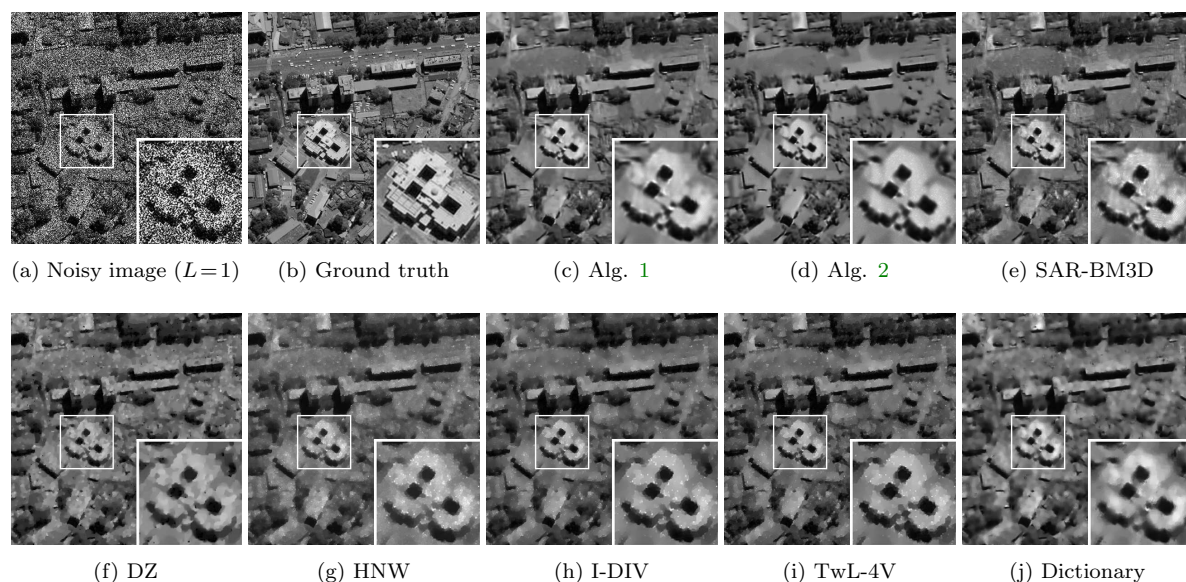 (a) Noisy image (L=1)
(b) Ground truth
(c) Alg. 1
(d) Alg. 2
(e) SAR-BM3D
(f) DZ
(g) HNW
(h) I-DIV
(i) TwL-4V
(j) Dictionary